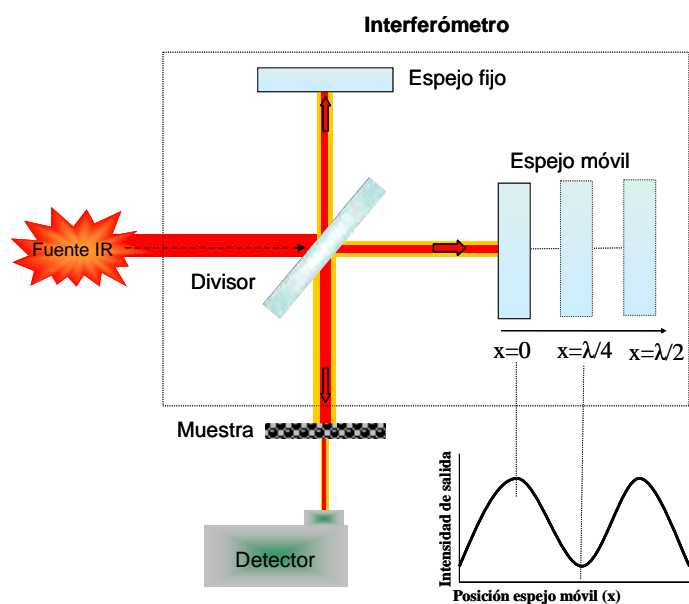 Interferómetro
Espejo fijo
Espejo móvil
Fuente IR
Divisor
x=0 x=λ/4 x=λ/2
Muestra
Detector
Intensidad de salida
Posición espejo móvil (x)